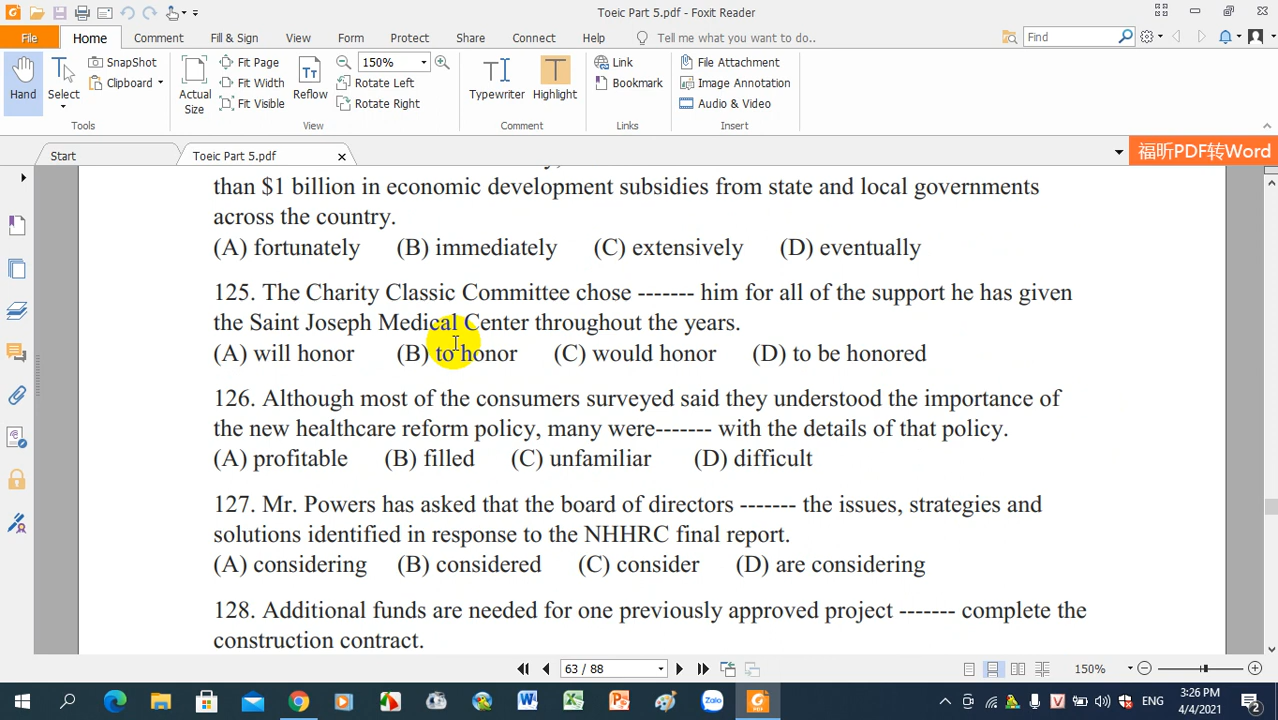 Toeic Part 5.pdf - Foxit Reader
File Home Comment Fill & Sign View Form Protect Share Connect Help Tell me what you want to do.. Find
Hand
Select
SnapShot
Clipboard
Tools
Actual Size
Fit Page
Fit Width
Fit Visible
Reflow
150%
Rotate Left
Rotate Right
View
Typewriter
Highlight
Comment
Link
Bookmark
Links
File Attachment
Image Annotation
Audio & Video
Insert
Start Toeic Part 5.pdf 福昕PDF转Word
than $1 billion in economic development subsidies from state and local governments
across the country.
(A) fortunately (B) immediately (C) extensively (D) eventually
125. The Charity Classic Committee chose ------- him for all of the support he has given
the Saint Joseph Medical Center throughout the years.
(A) will honor (B) to honor (C) would honor (D) to be honored
126. Although most of the consumers surveyed said they understood the importance of
the new healthcare reform policy, many were------- with the details of that policy.
(A) profitable (B) filled (C) unfamiliar (D) difficult
127. Mr. Powers has asked that the board of directors ------- the issues, strategies and
solutions identified in response to the NHHRC final report.
(A) considering (B) considered (C) consider (D) are considering
128. Additional funds are needed for one previously approved project ------- complete the
construction contract.
63 / 88 150%
ENG 3:26 PM
4/4/2021 2